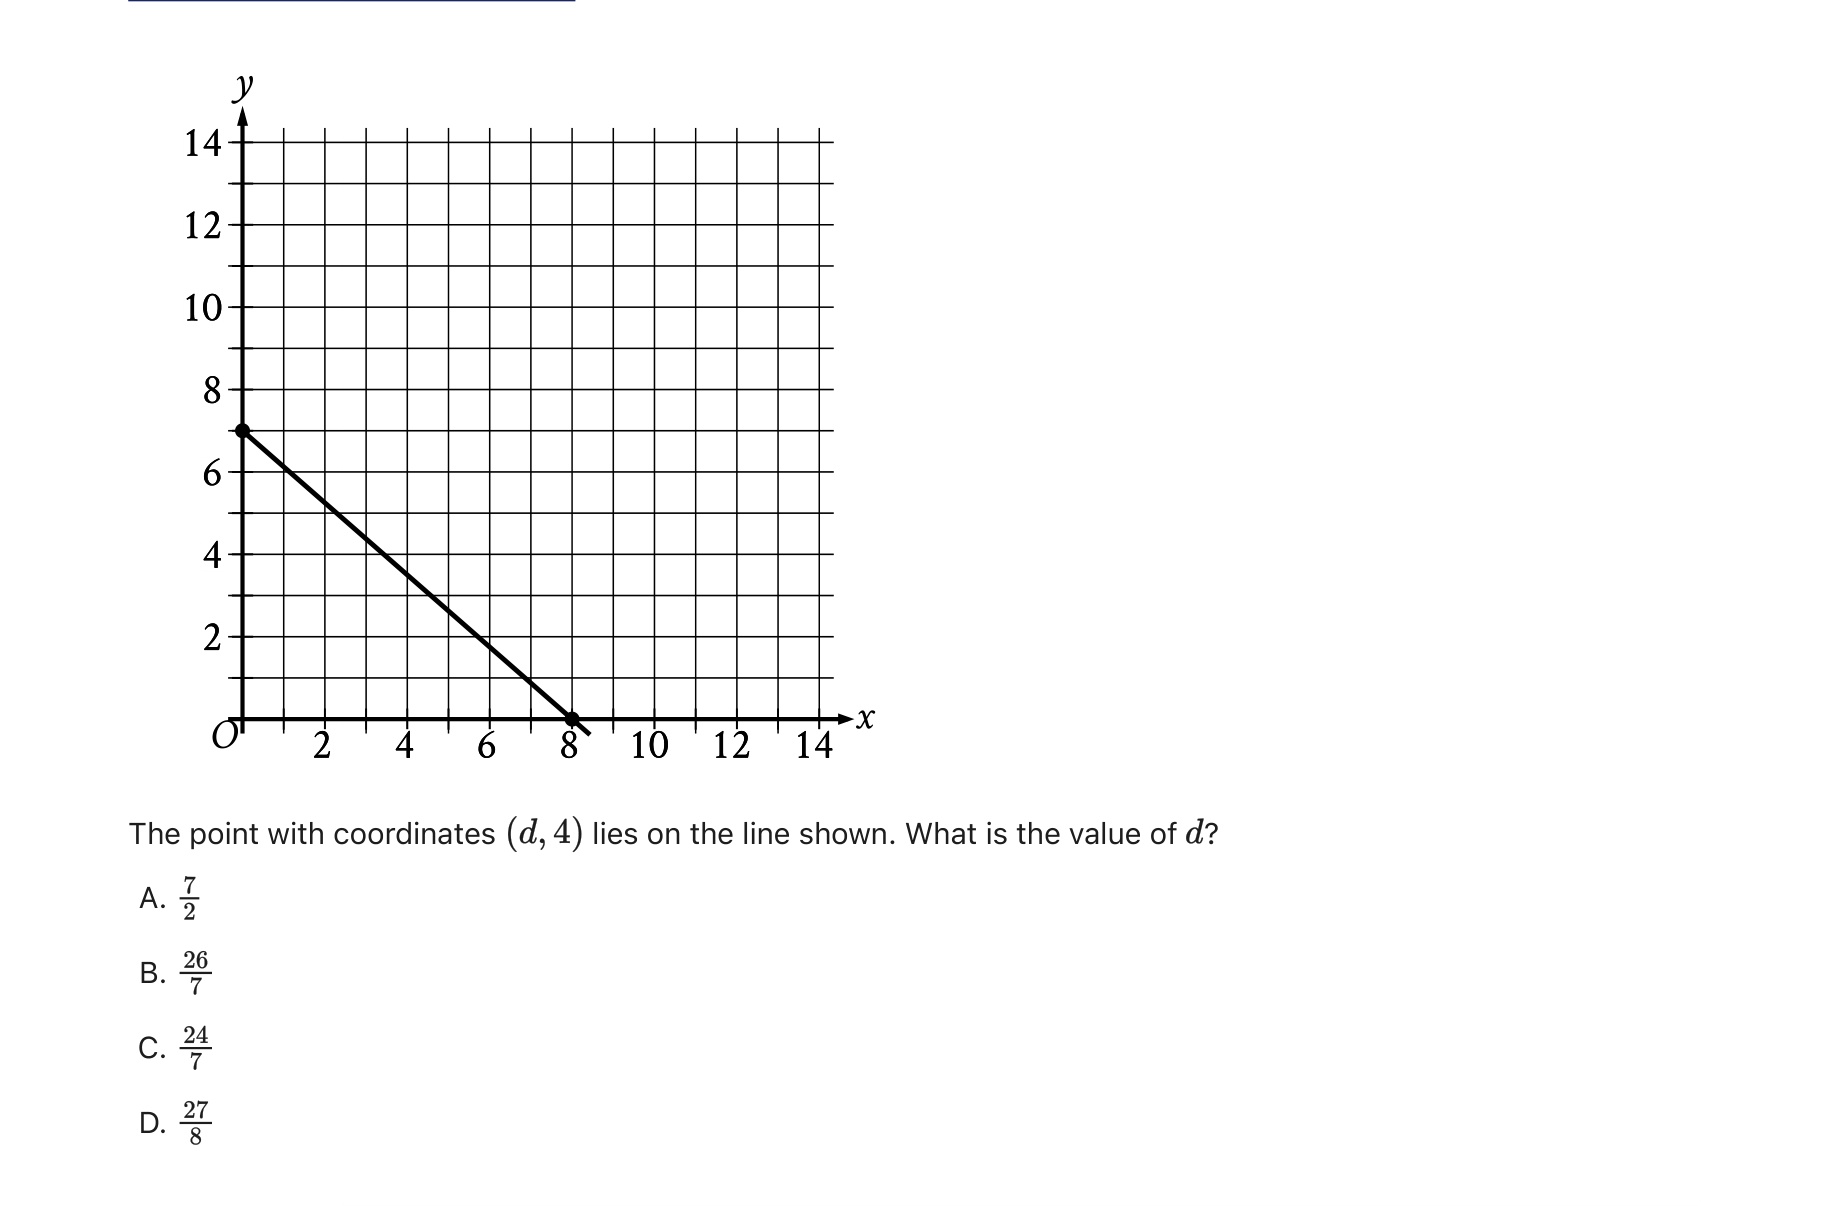 y
14
12
10
8
6
4
2
O 2 4 6 8 10 12 14 x
The point with coordinates (d, 4) lies on the line shown. What is the value of d?
A. 7/2
B. 26/7
C. 24/7
D. 27/8